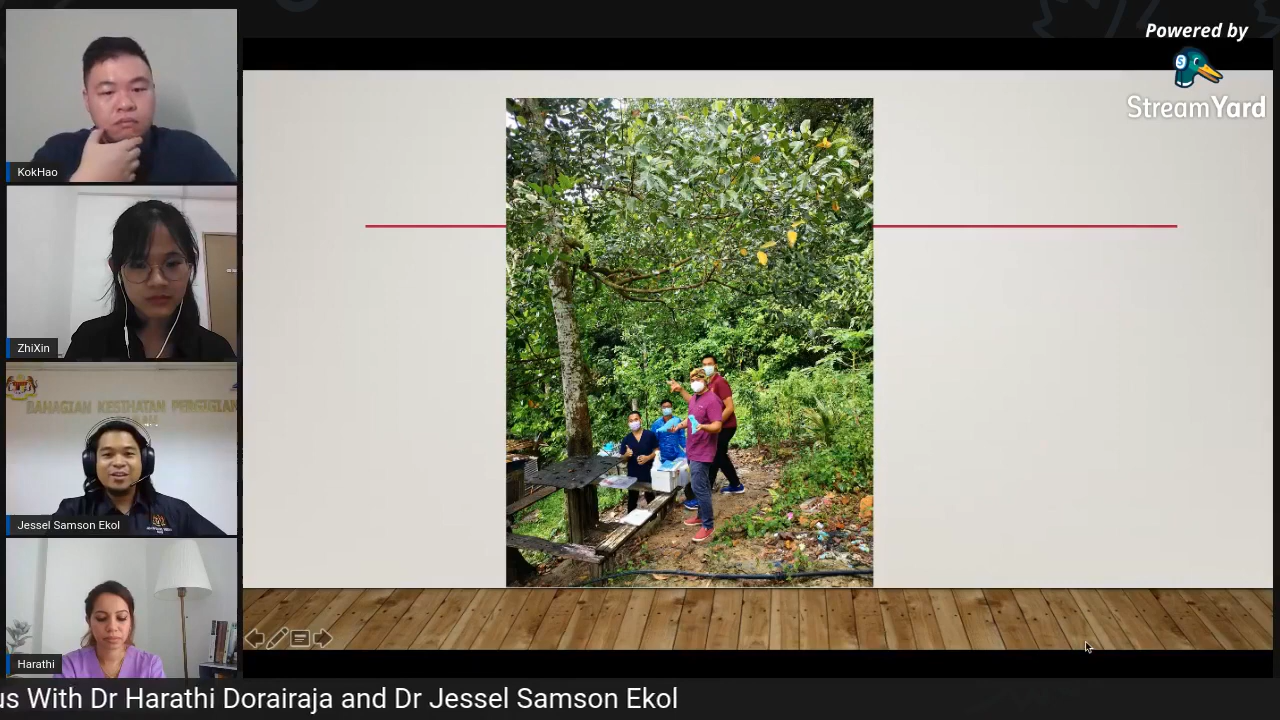 Powered by
S
StreamYard
KokHao
ZhiXin
BAHAGIAN KESIHATAN PERGIGIAN
Jessel Samson Ekol
Harathi
us With Dr Harathi Dorairaja and Dr Jessel Samson Ekol